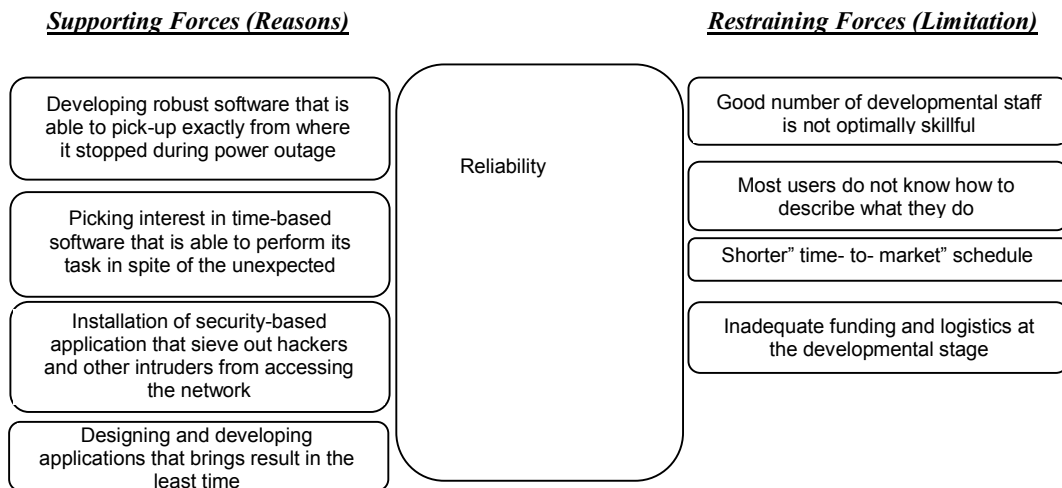 Supporting Forces (Reasons)
Restraining Forces (Limitation)
Developing robust software that is
able to pick-up exactly from where
it stopped during power outage
Picking interest in time-based
software that is able to perform its
task in spite of the unexpected
Installation of security-based
application that sieve out hackers
and other intruders from accessing
the network
Designing and developing
applications that brings result in the
least time
Reliability
Good number of developmental staff
is not optimally skillful
Most users do not know how to
describe what they do
Shorter” time- to- market” schedule
Inadequate funding and logistics at
the developmental stage